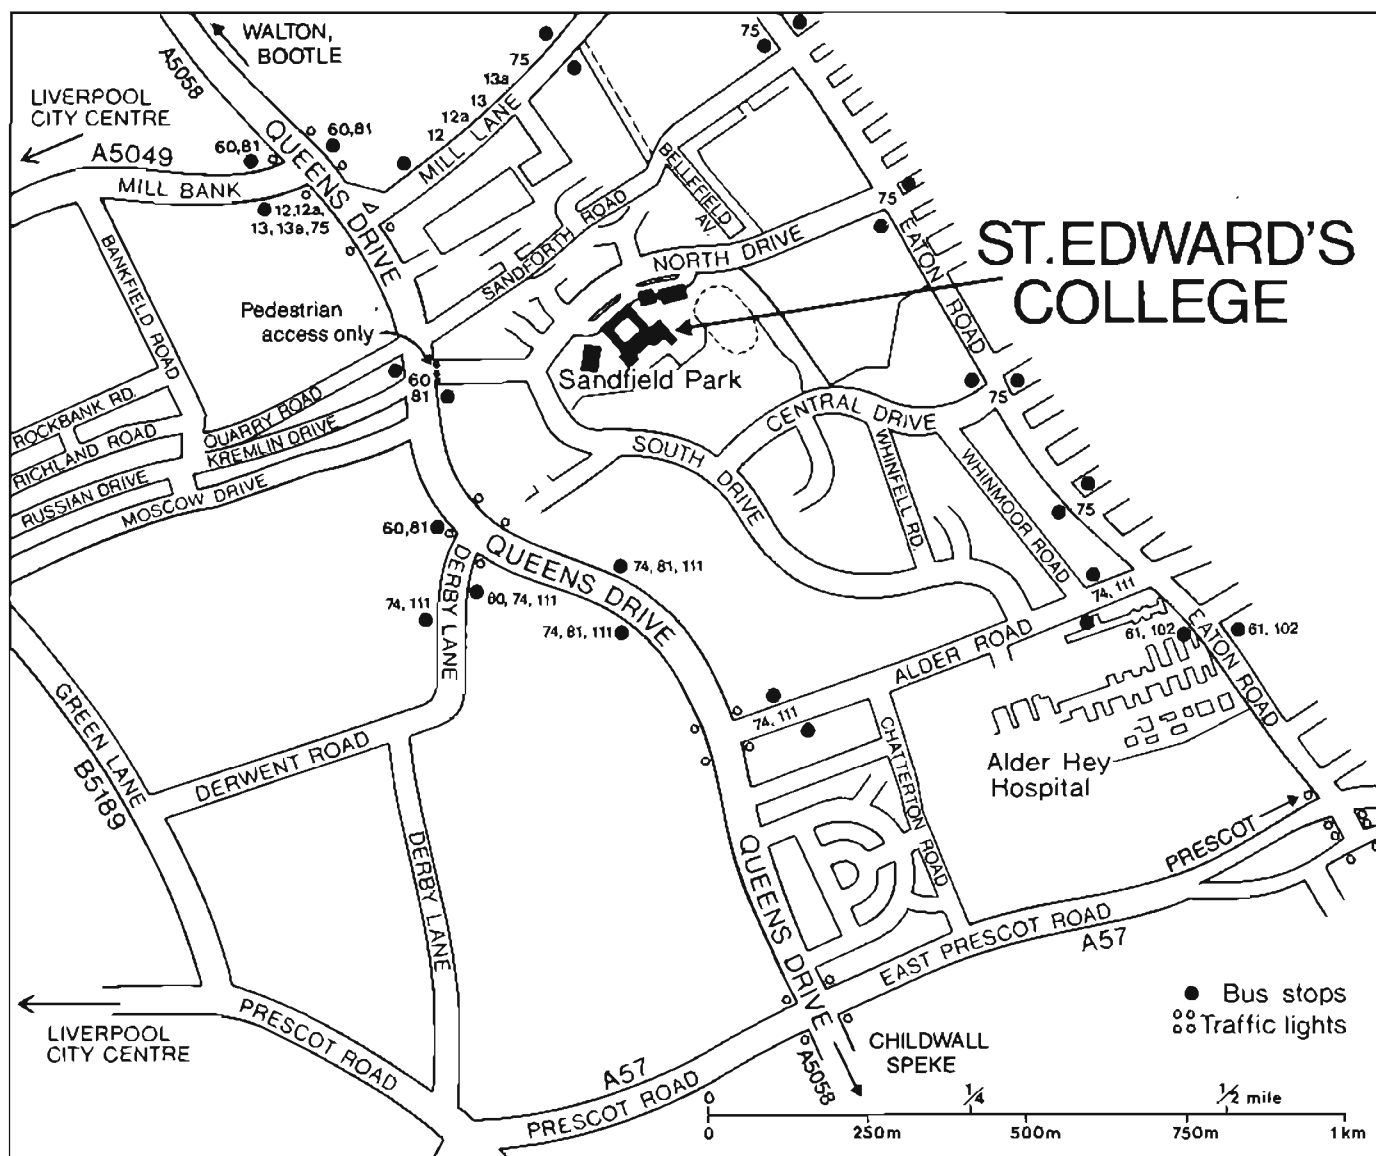 WALTON,
BOOTLE
A5058
LIVERPOOL
CITY CENTRE
A5049
MILL BANK
60,81
60,81
QUEENS DRIVE
12,12a,
13, 13a, 75
12
12a
13
13a
75
MILL LANE
75
BANKFIELD ROAD
SANDFORTH ROAD
BELLEFIELD
AV.
NORTH DRIVE
75
EATON ROAD
ST.EDWARD'S
COLLEGE
Pedestrian
access only
60
81
Sandfield Park
ROCKBANK RD.
RICHLAND ROAD
RUSSIAN DRIVE
MOSCOW DRIVE
QUARRY ROAD
KREMLIN DRIVE
CENTRAL DRIVE
SOUTH DRIVE
WHINFELL RD.
WHINMOOR ROAD
75
75
60,81
DERBY LANE
QUEENS DRIVE
74, 81, 111
80, 74, 111
74, 111
74, 81, 111
74, 111
61, 102
61, 102
EATON ROAD
ALDER ROAD
74, 111
CHATTERTON ROAD
Alder Hey
Hospital
GREEN LANE
B5189
DERWENT ROAD
DERBY LANE
QUEENS DRIVE
PRESCOT
EAST PRESCOT ROAD
A57
LIVERPOOL
CITY CENTRE
PRESCOT ROAD
A57
PRESCOT ROAD
A5058
CHILDWALL
SPEKE
Bus stops
Traffic lights
0 1/4 1/2 mile
0 250m 500m 750m 1km